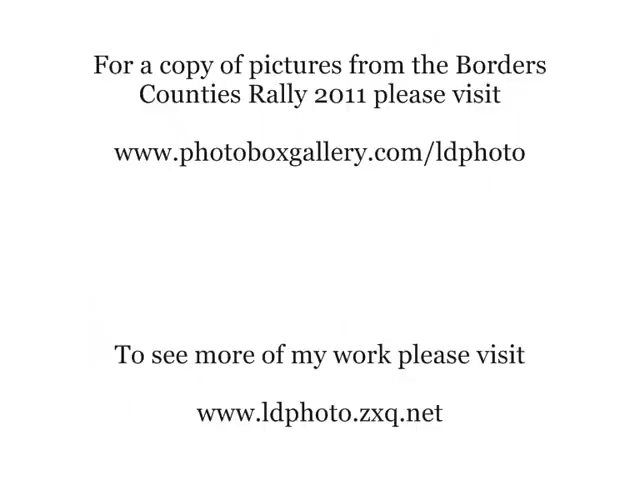 For a copy of pictures from the Borders
Counties Rally 2011 please visit
www.photoboxgallery.com/ldphoto
To see more of my work please visit
www.ldphoto.zxq.net